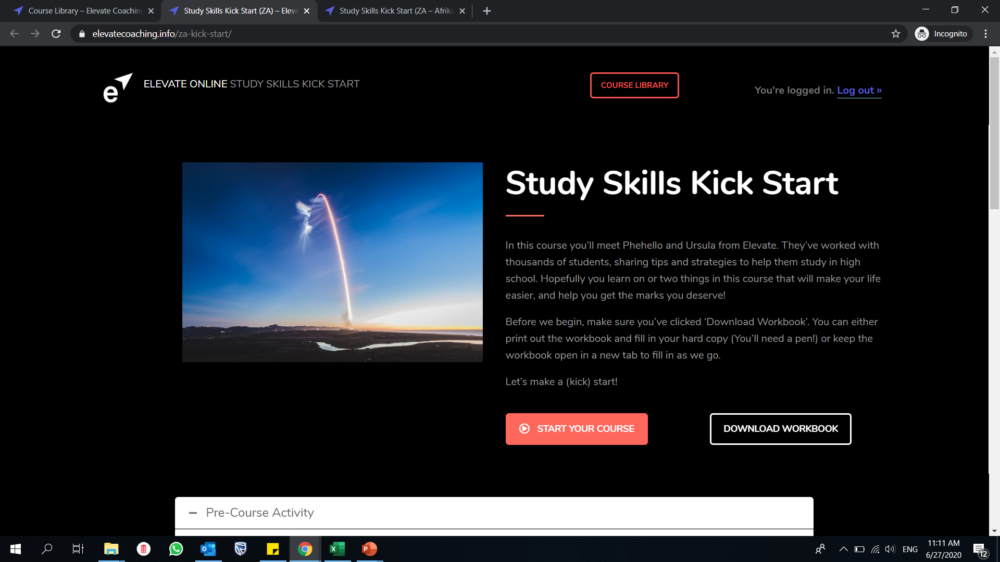 Course Library – Elevate Coachin
Study Skills Kick Start (ZA) – Eleva
Study Skills Kick Start (ZA – Afrika
elevatecoaching.info/za-kick-start/
Incognito
e
ELEVATE ONLINE STUDY SKILLS KICK START
COURSE LIBRARY
You're logged in. Log out »
Study Skills Kick Start
In this course you’ll meet Phehello and Ursula from Elevate. They’ve worked with
thousands of students, sharing tips and strategies to help them study in high
school. Hopefully you learn on or two things in this course that will make your life
easier, and help you get the marks you deserve!
Before we begin, make sure you’ve clicked ‘Download Workbook’. You can either
print out the workbook and fill in your hard copy (You’ll need a pen!) or keep the
workbook open in a new tab to fill in as we go.
Let’s make a (kick) start!
START YOUR COURSE
DOWNLOAD WORKBOOK
Pre-Course Activity
ENG
11:11 AM
6/27/2020
12